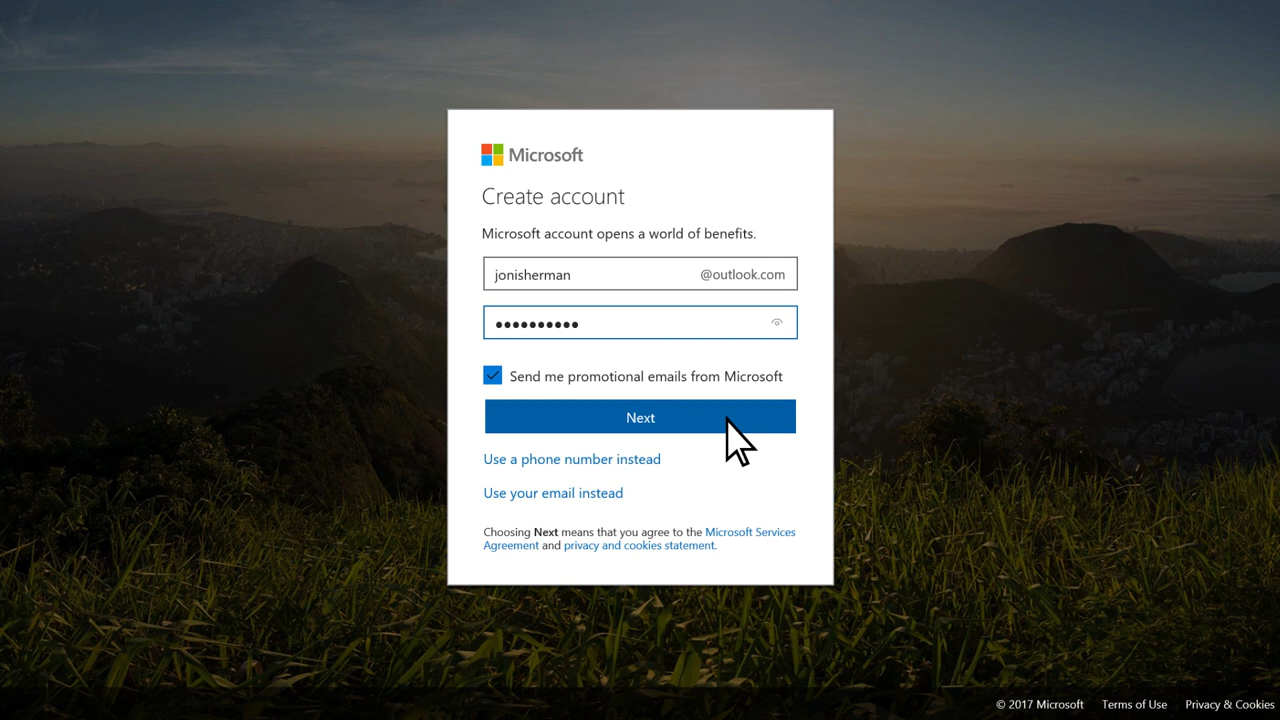 Microsoft
Create account
Microsoft account opens a world of benefits.
jonisherman @outlook.com
••••••••••
Send me promotional emails from Microsoft
Next
Use a phone number instead
Use your email instead
Choosing Next means that you agree to the Microsoft Services
Agreement and privacy and cookies statement.
© 2017 Microsoft Terms of Use Privacy & Cookies